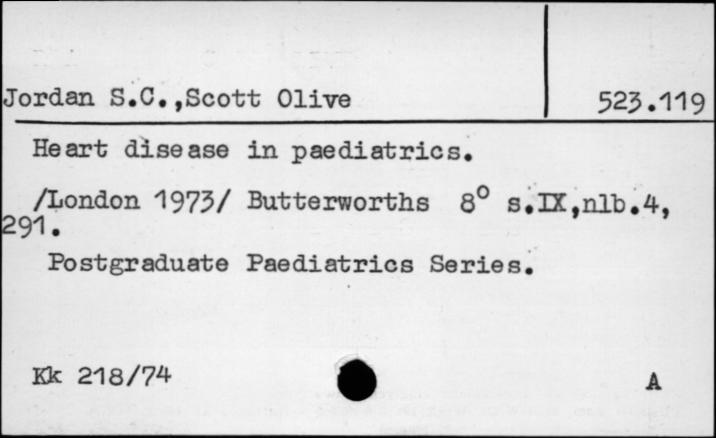 Jordan S.C.,Scott Olive 523.119
Heart disease in paediatrics.
/London 1973/ Butterworths 8° s.IX,nlb.4,
291.
Postgraduate Paediatrics Series.
Kk 218/74 A